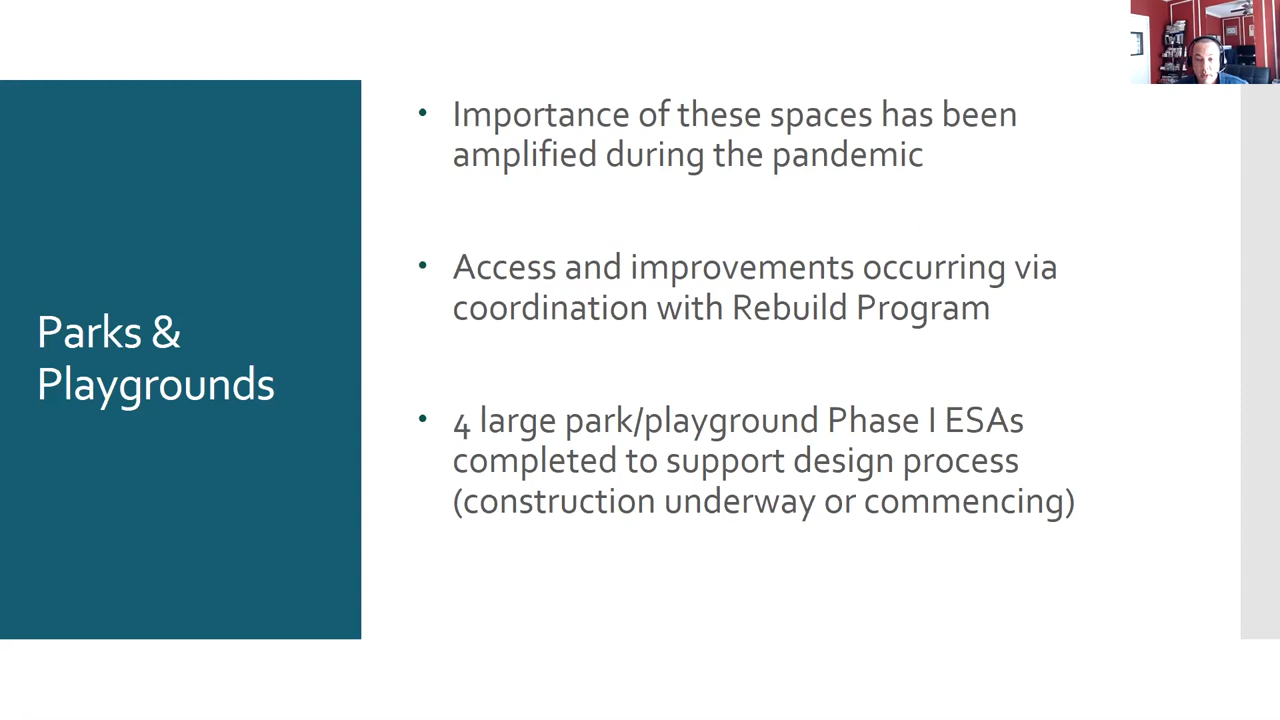 Parks &
Playgrounds
• Importance of these spaces has been
amplified during the pandemic
• Access and improvements occurring via
coordination with Rebuild Program
• 4 large park/playground Phase I ESAs
completed to support design process
(construction underway or commencing)